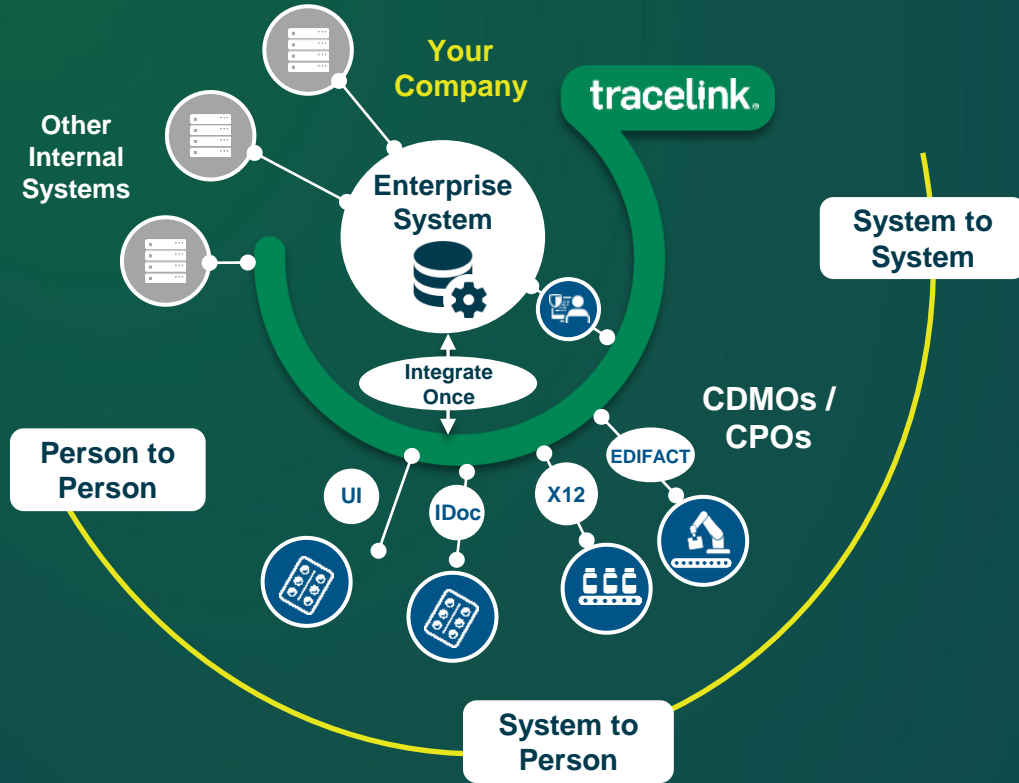 Your
Company
tracelink.
Other
Internal
Systems
Enterprise
System
System to
System
Integrate
Once
CDMOs /
CPOs
Person to
Person
EDIFACT
UI
X12
IDoc
System to
Person